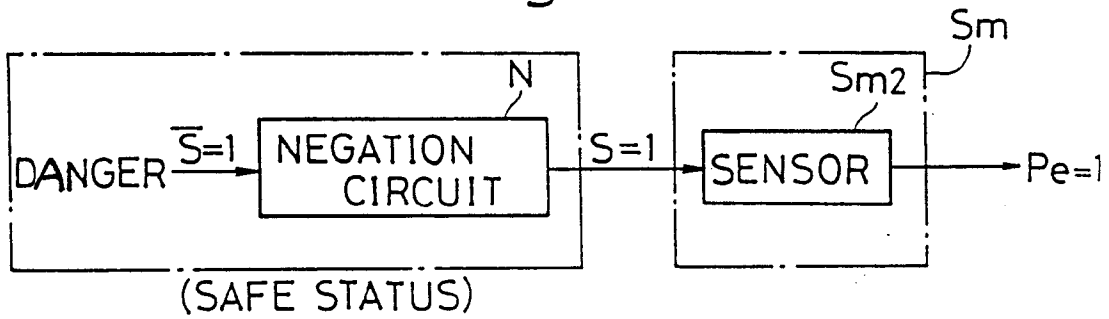 Sm
N
Sm2
DANGER
S̅=1
NEGATION
CIRCUIT
S=1
SENSOR
Pe=1
(SAFE STATUS)